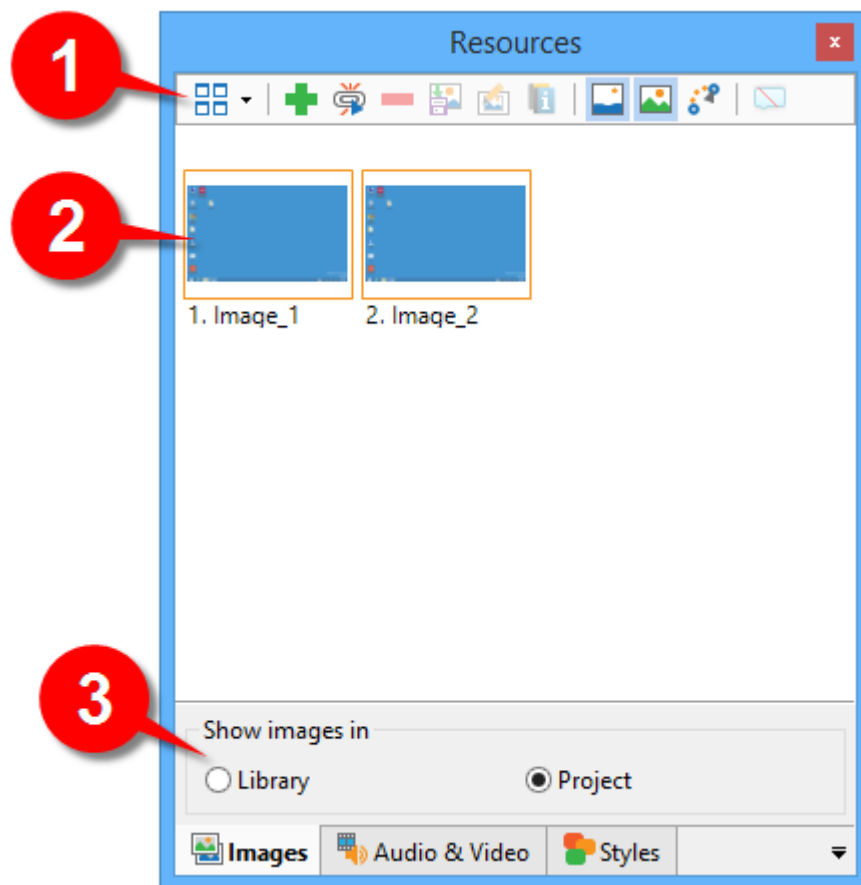 1
Resources
x
2
1. Image_1
2. Image_2
3
Show images in
Library
Project
Images
Audio & Video
Styles